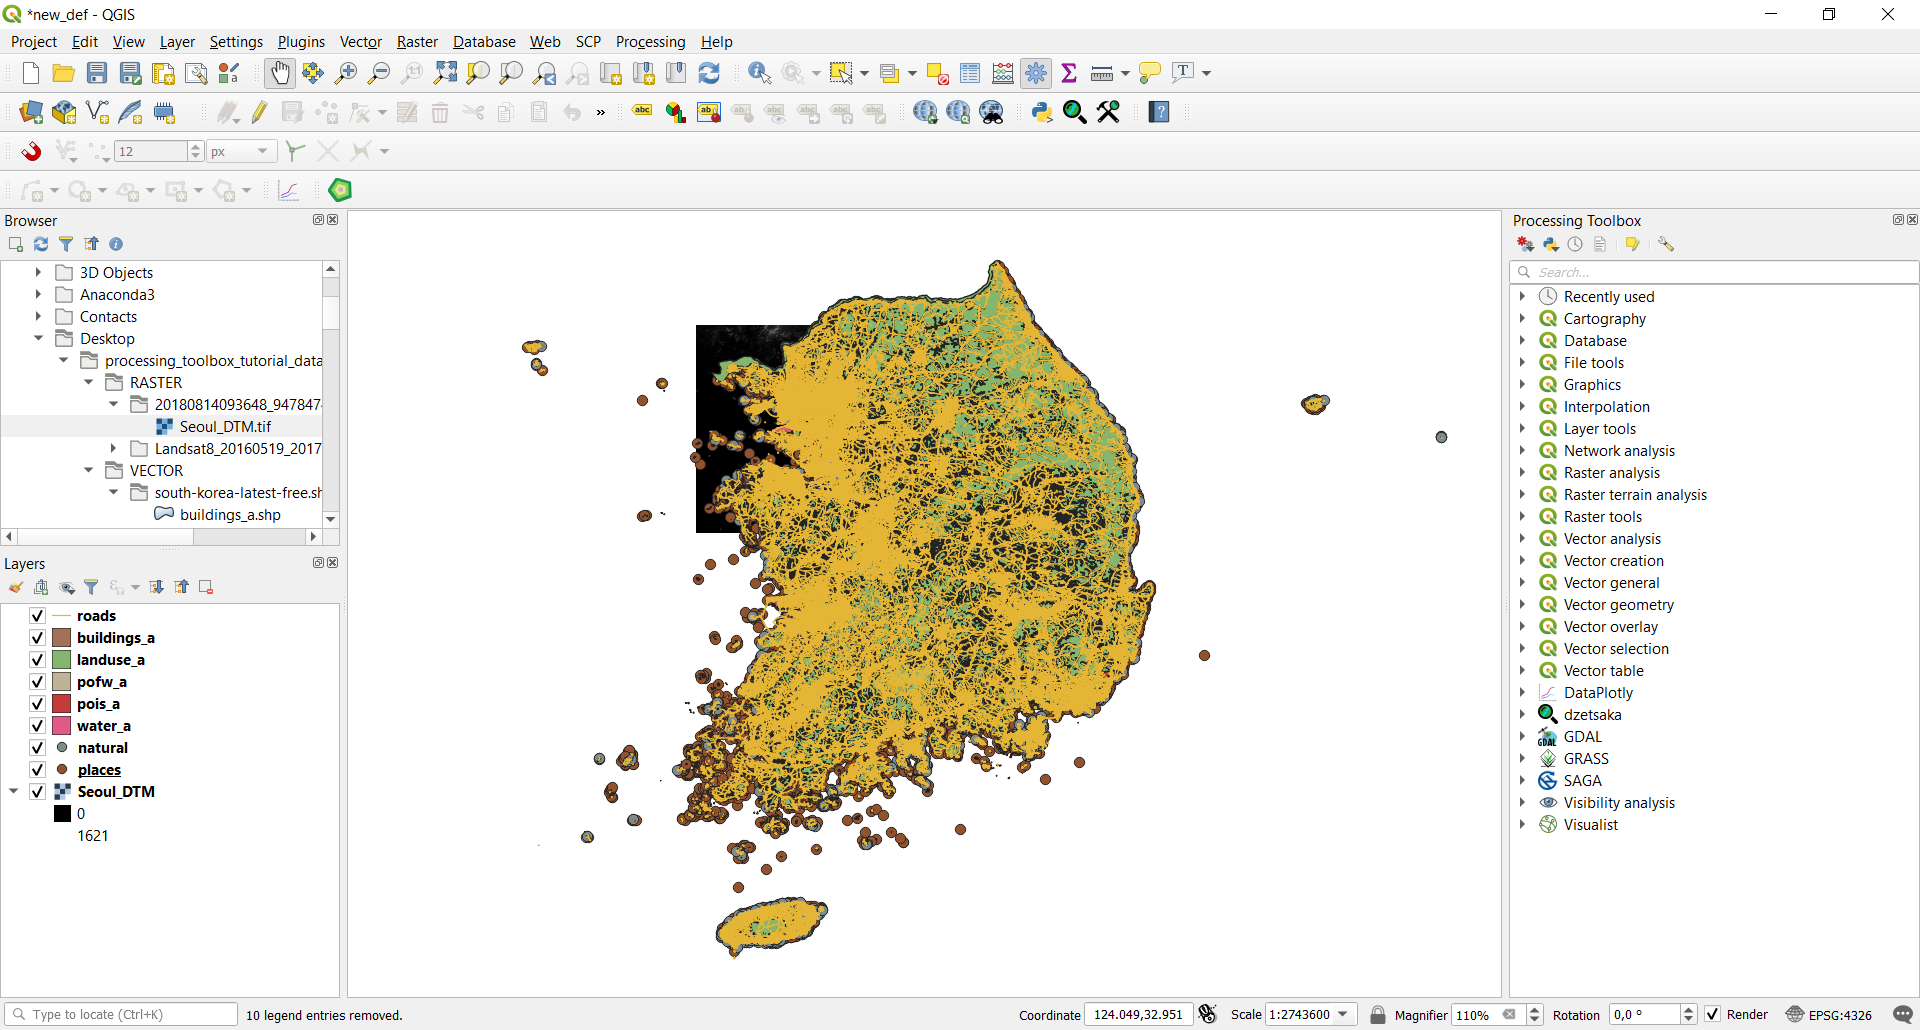 *new_def - QGIS
Project Edit View Layer Settings Plugins Vector Raster Database Web SCP Processing Help
12 px
Browser
3D Objects
Anaconda3
Contacts
Desktop
processing_toolbox_tutorial_data
RASTER
20180814093648_947847
Seoul_DTM.tif
Landsat8_20160519_2017
VECTOR
south-korea-latest-free.sh
buildings_a.shp
Layers
roads
buildings_a
landuse_a
pofw_a
pois_a
water_a
natural
places
Seoul_DTM
0
1621
Processing Toolbox
Search...
Recently used
Cartography
Database
File tools
Graphics
Interpolation
Layer tools
Network analysis
Raster analysis
Raster terrain analysis
Raster tools
Vector analysis
Vector creation
Vector general
Vector geometry
Vector overlay
Vector selection
Vector table
DataPlotly
dzetsaka
GDAL
GRASS
SAGA
Visibility analysis
Visualist
Type to locate (Ctrl+K) 10 legend entries removed. Coordinate 124.049,32.951 Scale 1:2743600 Magnifier 110% Rotation 0,0 ° Render EPSG:4326